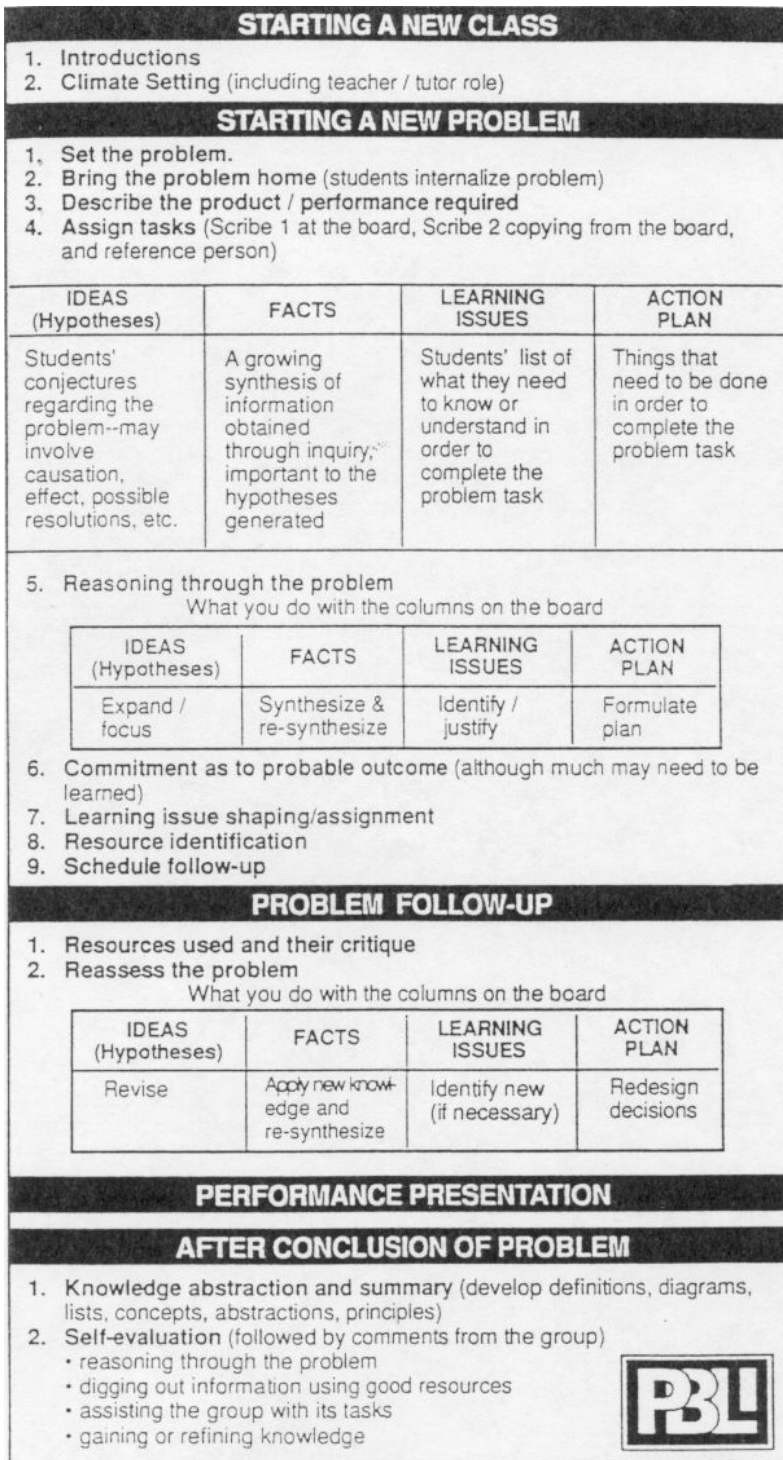 STARTING A NEW CLASS
1. Introductions
2. Climate Setting (including teacher / tutor role)
STARTING A NEW PROBLEM
1. Set the problem.
2. Bring the problem home (students internalize problem)
3. Describe the product / performance required
4. Assign tasks (Scribe 1 at the board, Scribe 2 copying from the board,
and reference person)
IDEAS
(Hypotheses)
FACTS
LEARNING
ISSUES
ACTION
PLAN
Students'
conjectures
regarding the
problem--may
involve
causation,
effect, possible
resolutions, etc.
A growing
synthesis of
information
obtained
through inquiry,
important to the
hypotheses
generated
Students' list of
what they need
to know or
understand in
order to
complete the
problem task
Things that
need to be done
in order to
complete the
problem task
5. Reasoning through the problem
What you do with the columns on the board
IDEAS
(Hypotheses)
FACTS
LEARNING
ISSUES
ACTION
PLAN
Expand /
focus
Synthesize &
re-synthesize
Identify /
justify
Formulate
plan
6. Commitment as to probable outcome (although much may need to be
learned)
7. Learning issue shaping/assignment
8. Resource identification
9. Schedule follow-up
PROBLEM FOLLOW-UP
1. Resources used and their critique
2. Reassess the problem
What you do with the columns on the board
IDEAS
(Hypotheses)
FACTS
LEARNING
ISSUES
ACTION
PLAN
Revise
Apply new knowl-
edge and
re-synthesize
Identify new
(if necessary)
Redesign
decisions
PERFORMANCE PRESENTATION
AFTER CONCLUSION OF PROBLEM
1. Knowledge abstraction and summary (develop definitions, diagrams,
lists, concepts, abstractions, principles)
2. Self-evaluation (followed by comments from the group)
• reasoning through the problem
• digging out information using good resources
• assisting the group with its tasks
• gaining or refining knowledge
PBLI